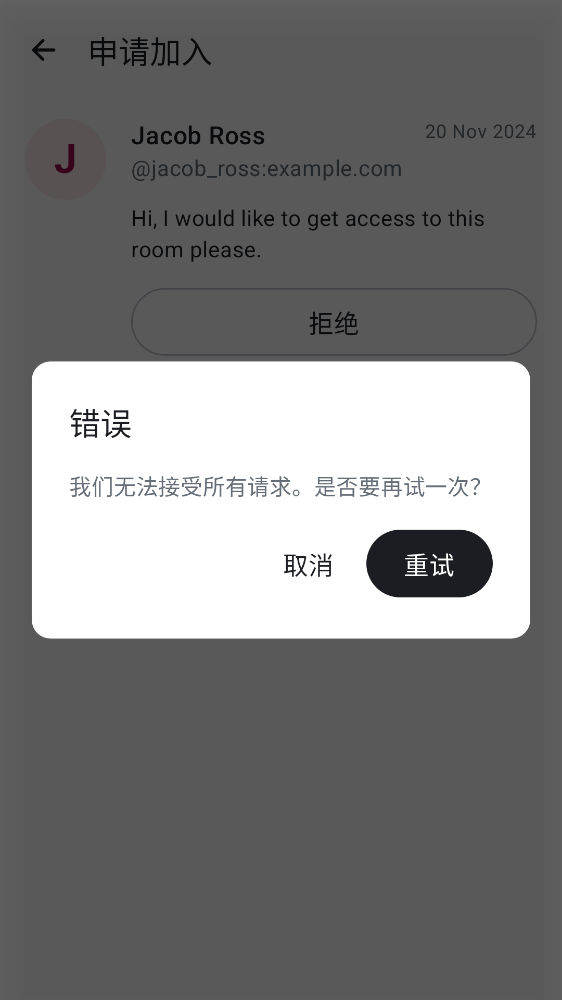 申请加入
J
Jacob Ross
20 Nov 2024
@jacob_ross:example.com
Hi, I would like to get access to this
room please.
拒绝
错误
我们无法接受所有请求。是否要再试一次？
取消
重试